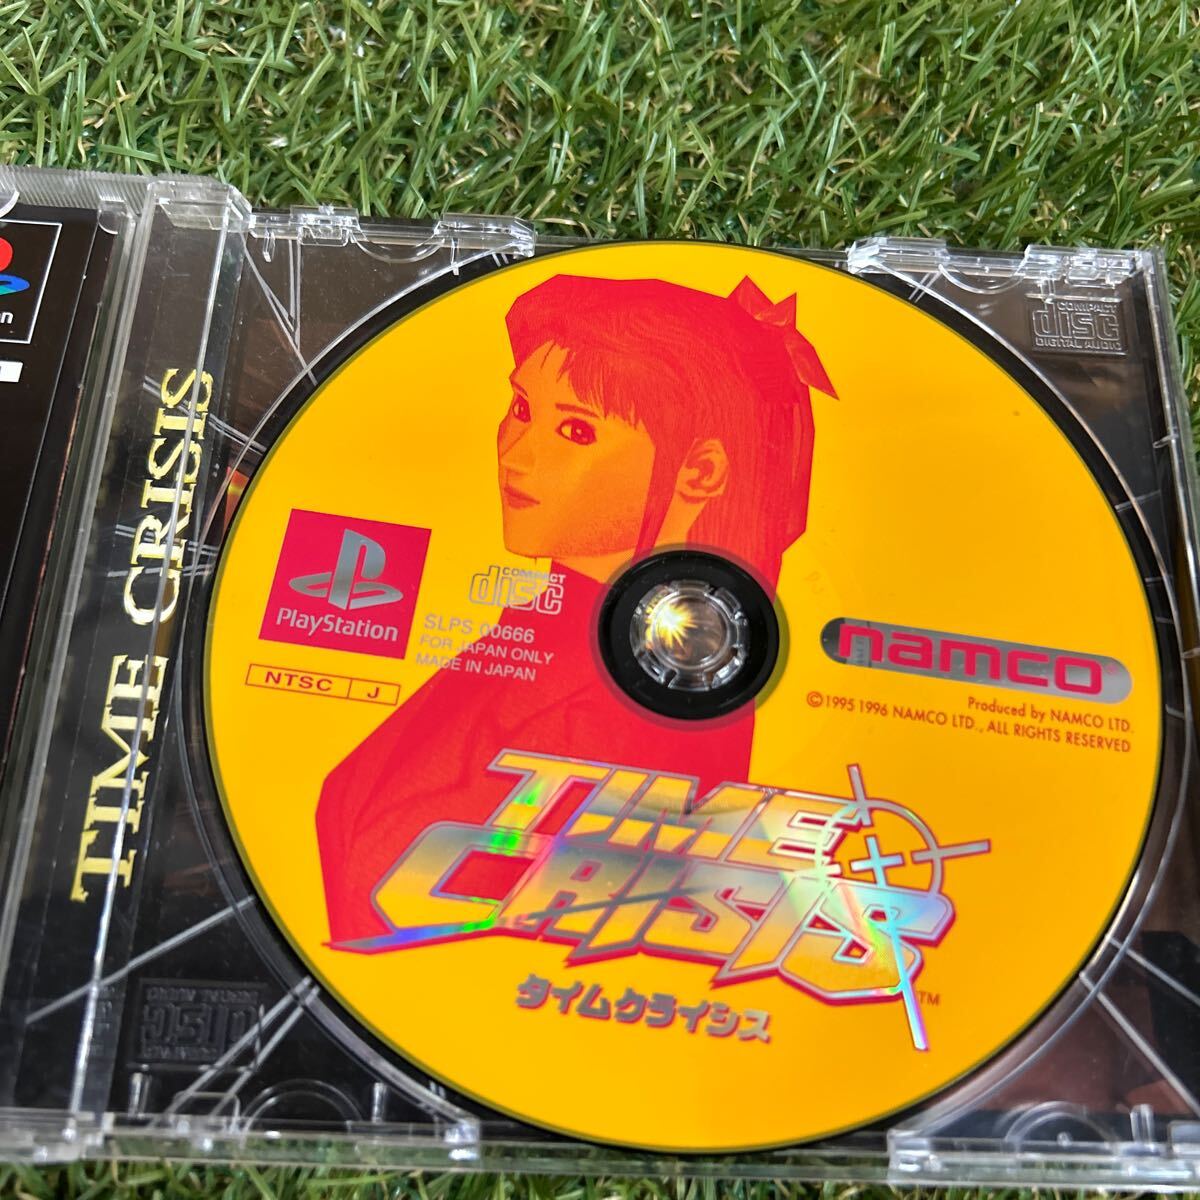 TIME CRISIS
COMPACT
disc
DIGITAL AUDIO
PlayStation
COMPACT
disc
SLPS 00666
FOR JAPAN ONLY
MADE IN JAPAN
NTSC J
namco
Produced by NAMCO LTD.
©1995 1996 NAMCO LTD., ALL RIGHTS RESERVED
TIME
CRISIS
TM
タイムクライシス